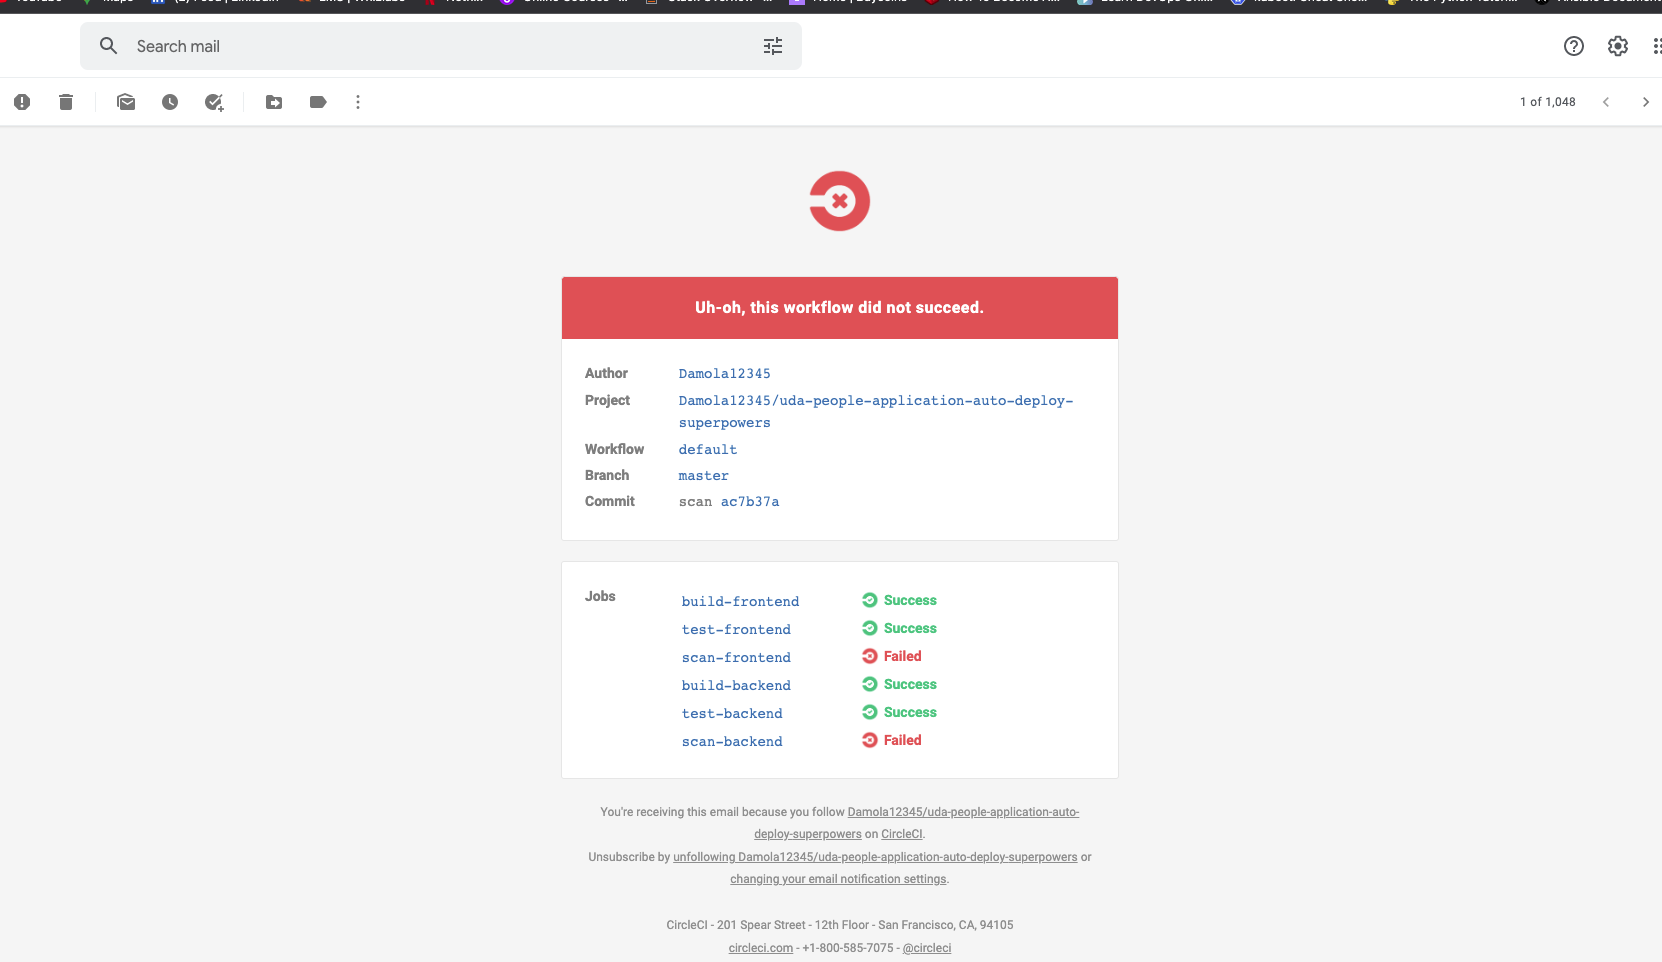 Search mail
1 of 1,048
Uh-oh, this workflow did not succeed.
Author Damola12345
Project Damola12345/uda-people-application-auto-deploy-
superpowers
Workflow default
Branch master
Commit scan ac7b37a
Jobs
build-frontend Success
test-frontend Success
scan-frontend Failed
build-backend Success
test-backend Success
scan-backend Failed
You're receiving this email because you follow Damola12345/uda-people-application-auto-
deploy-superpowers on CircleCI.
Unsubscribe by unfollowing Damola12345/uda-people-application-auto-deploy-superpowers or
changing your email notification settings.
CircleCI - 201 Spear Street - 12th Floor - San Francisco, CA, 94105
circleci.com - +1-800-585-7075 - @circleci